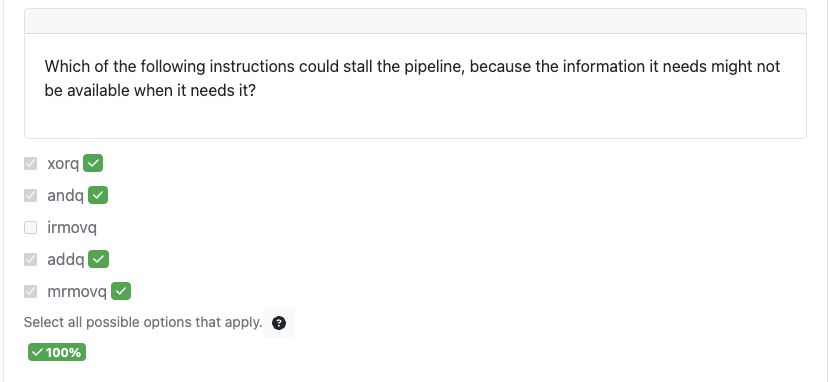 Which of the following instructions could stall the pipeline, because the information it needs might not
be available when it needs it?
xorq
andq
irmovq
addq
mrmovq
Select all possible options that apply. ?
100%